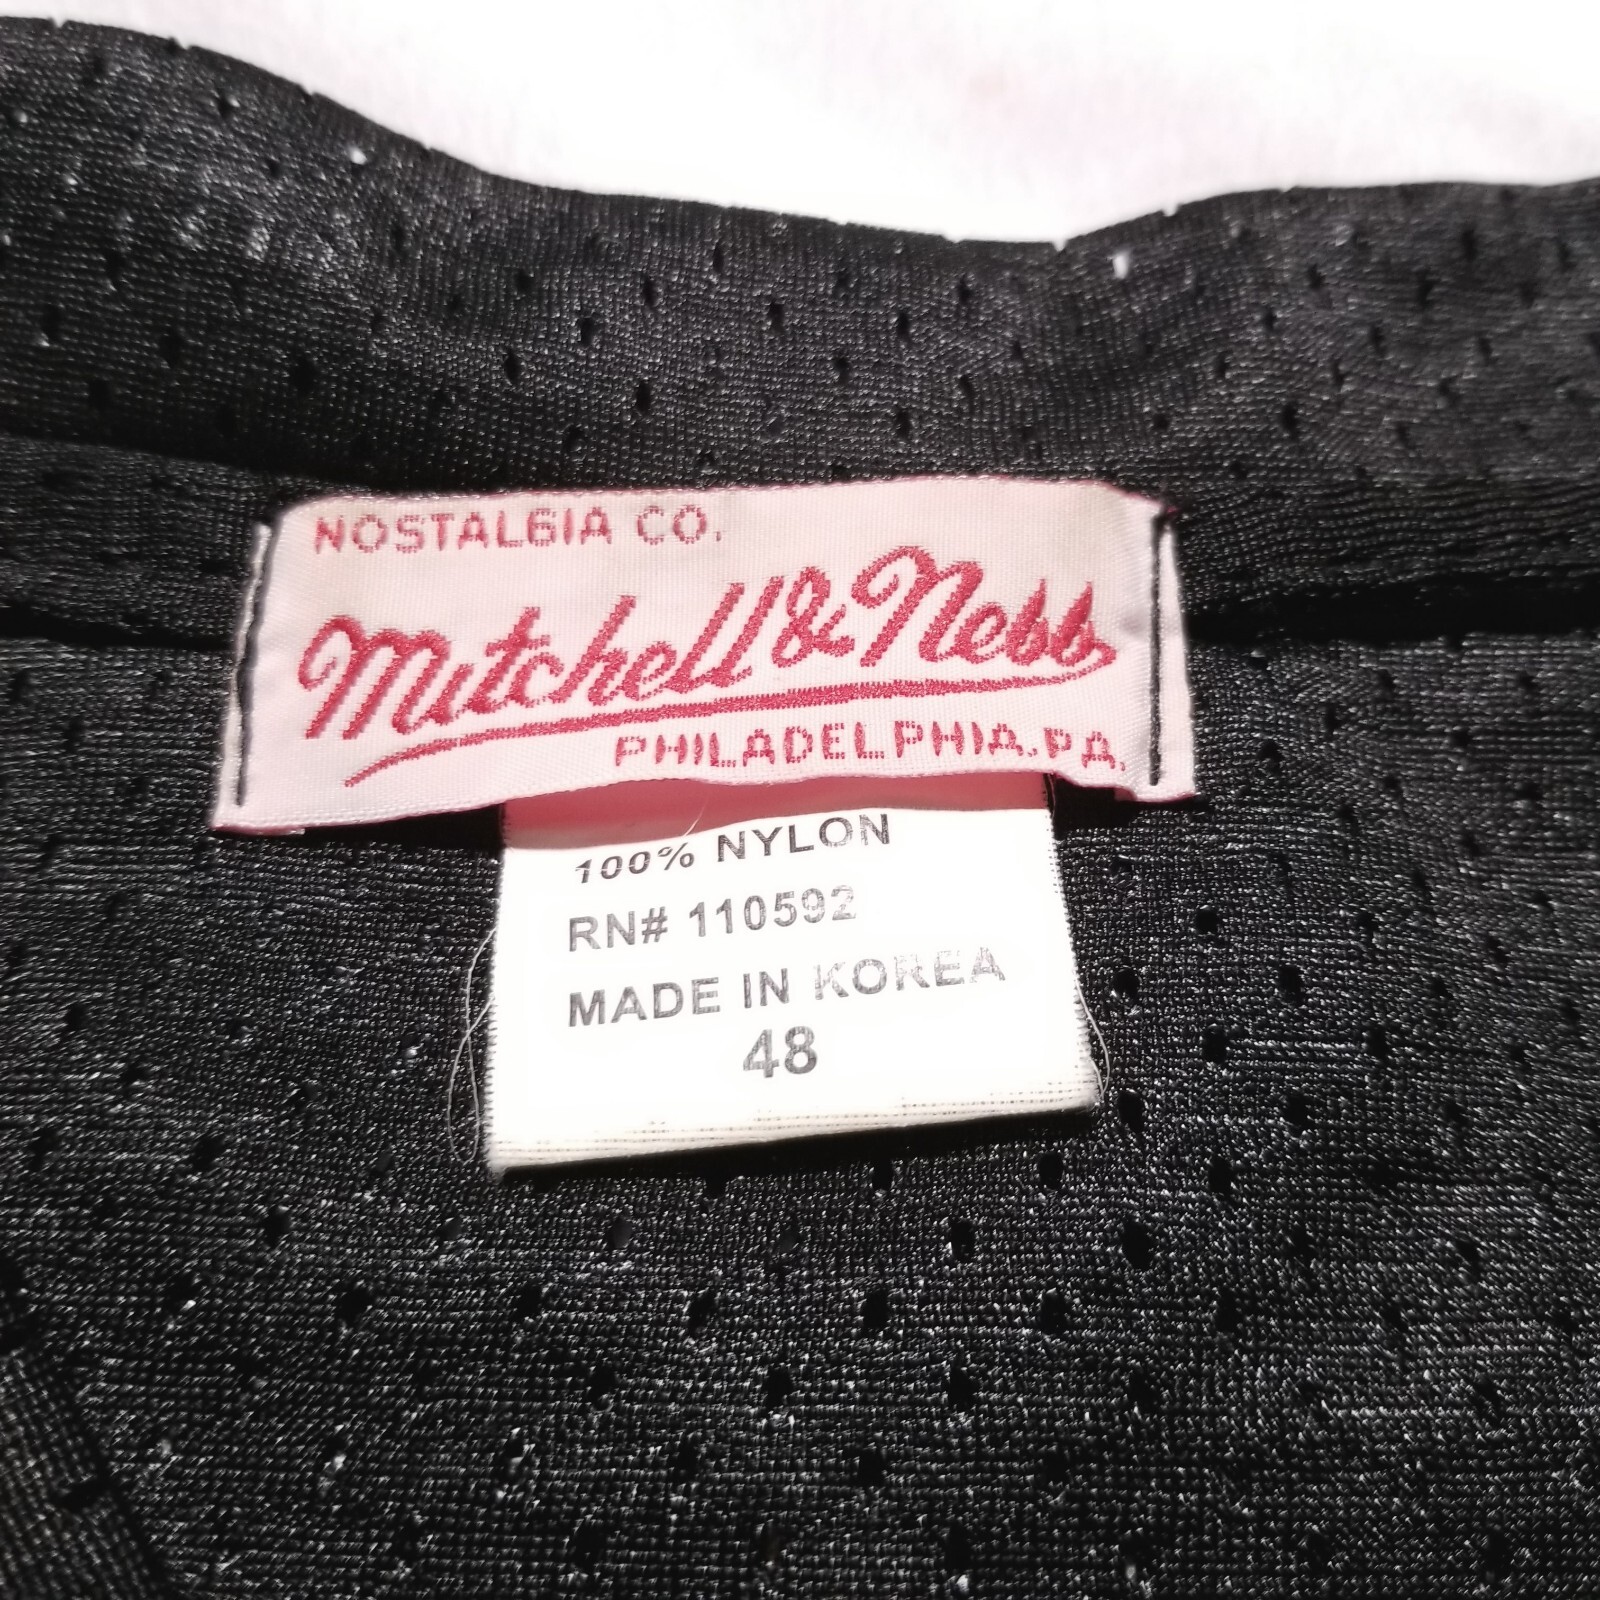 NOSTALGIA CO.
Mitchell & Ness
PHILADELPHIA, PA.
100% NYLON
RN# 110592
MADE IN KOREA
48